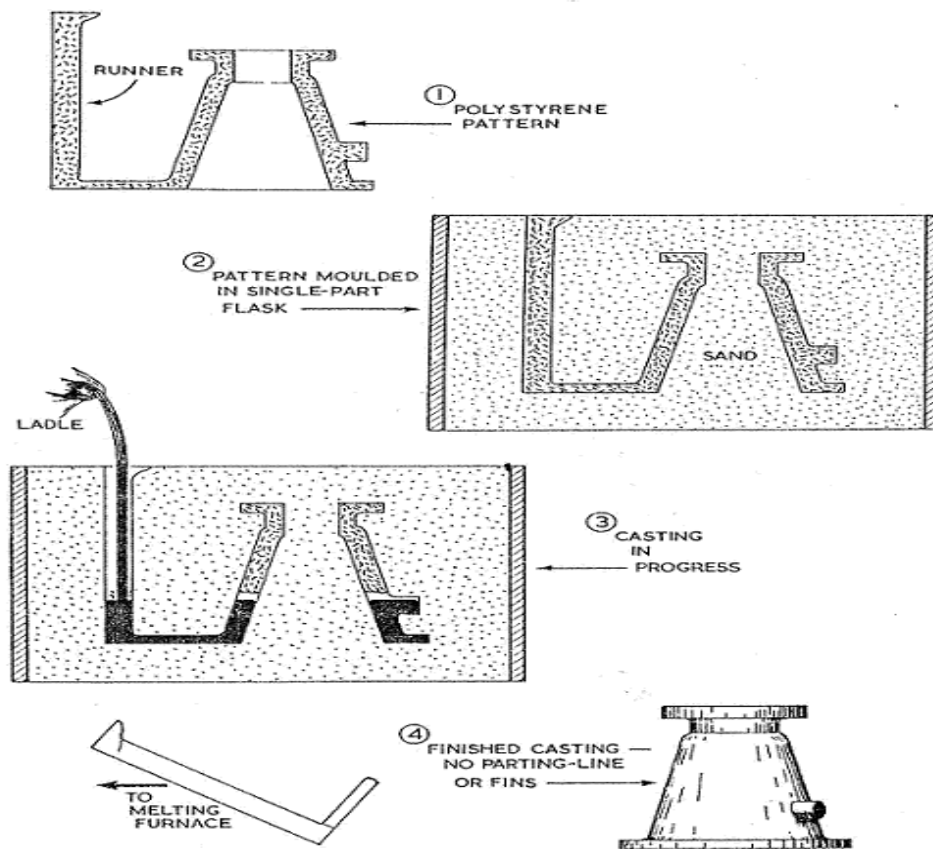 RUNNER
① POLYSTYRENE
PATTERN
② PATTERN MOULDED
IN SINGLE-PART
FLASK
SAND
LADLE
③ CASTING
IN
PROGRESS
④ FINISHED CASTING —
NO PARTING-LINE
OR FINS
TO
MELTING
FURNACE